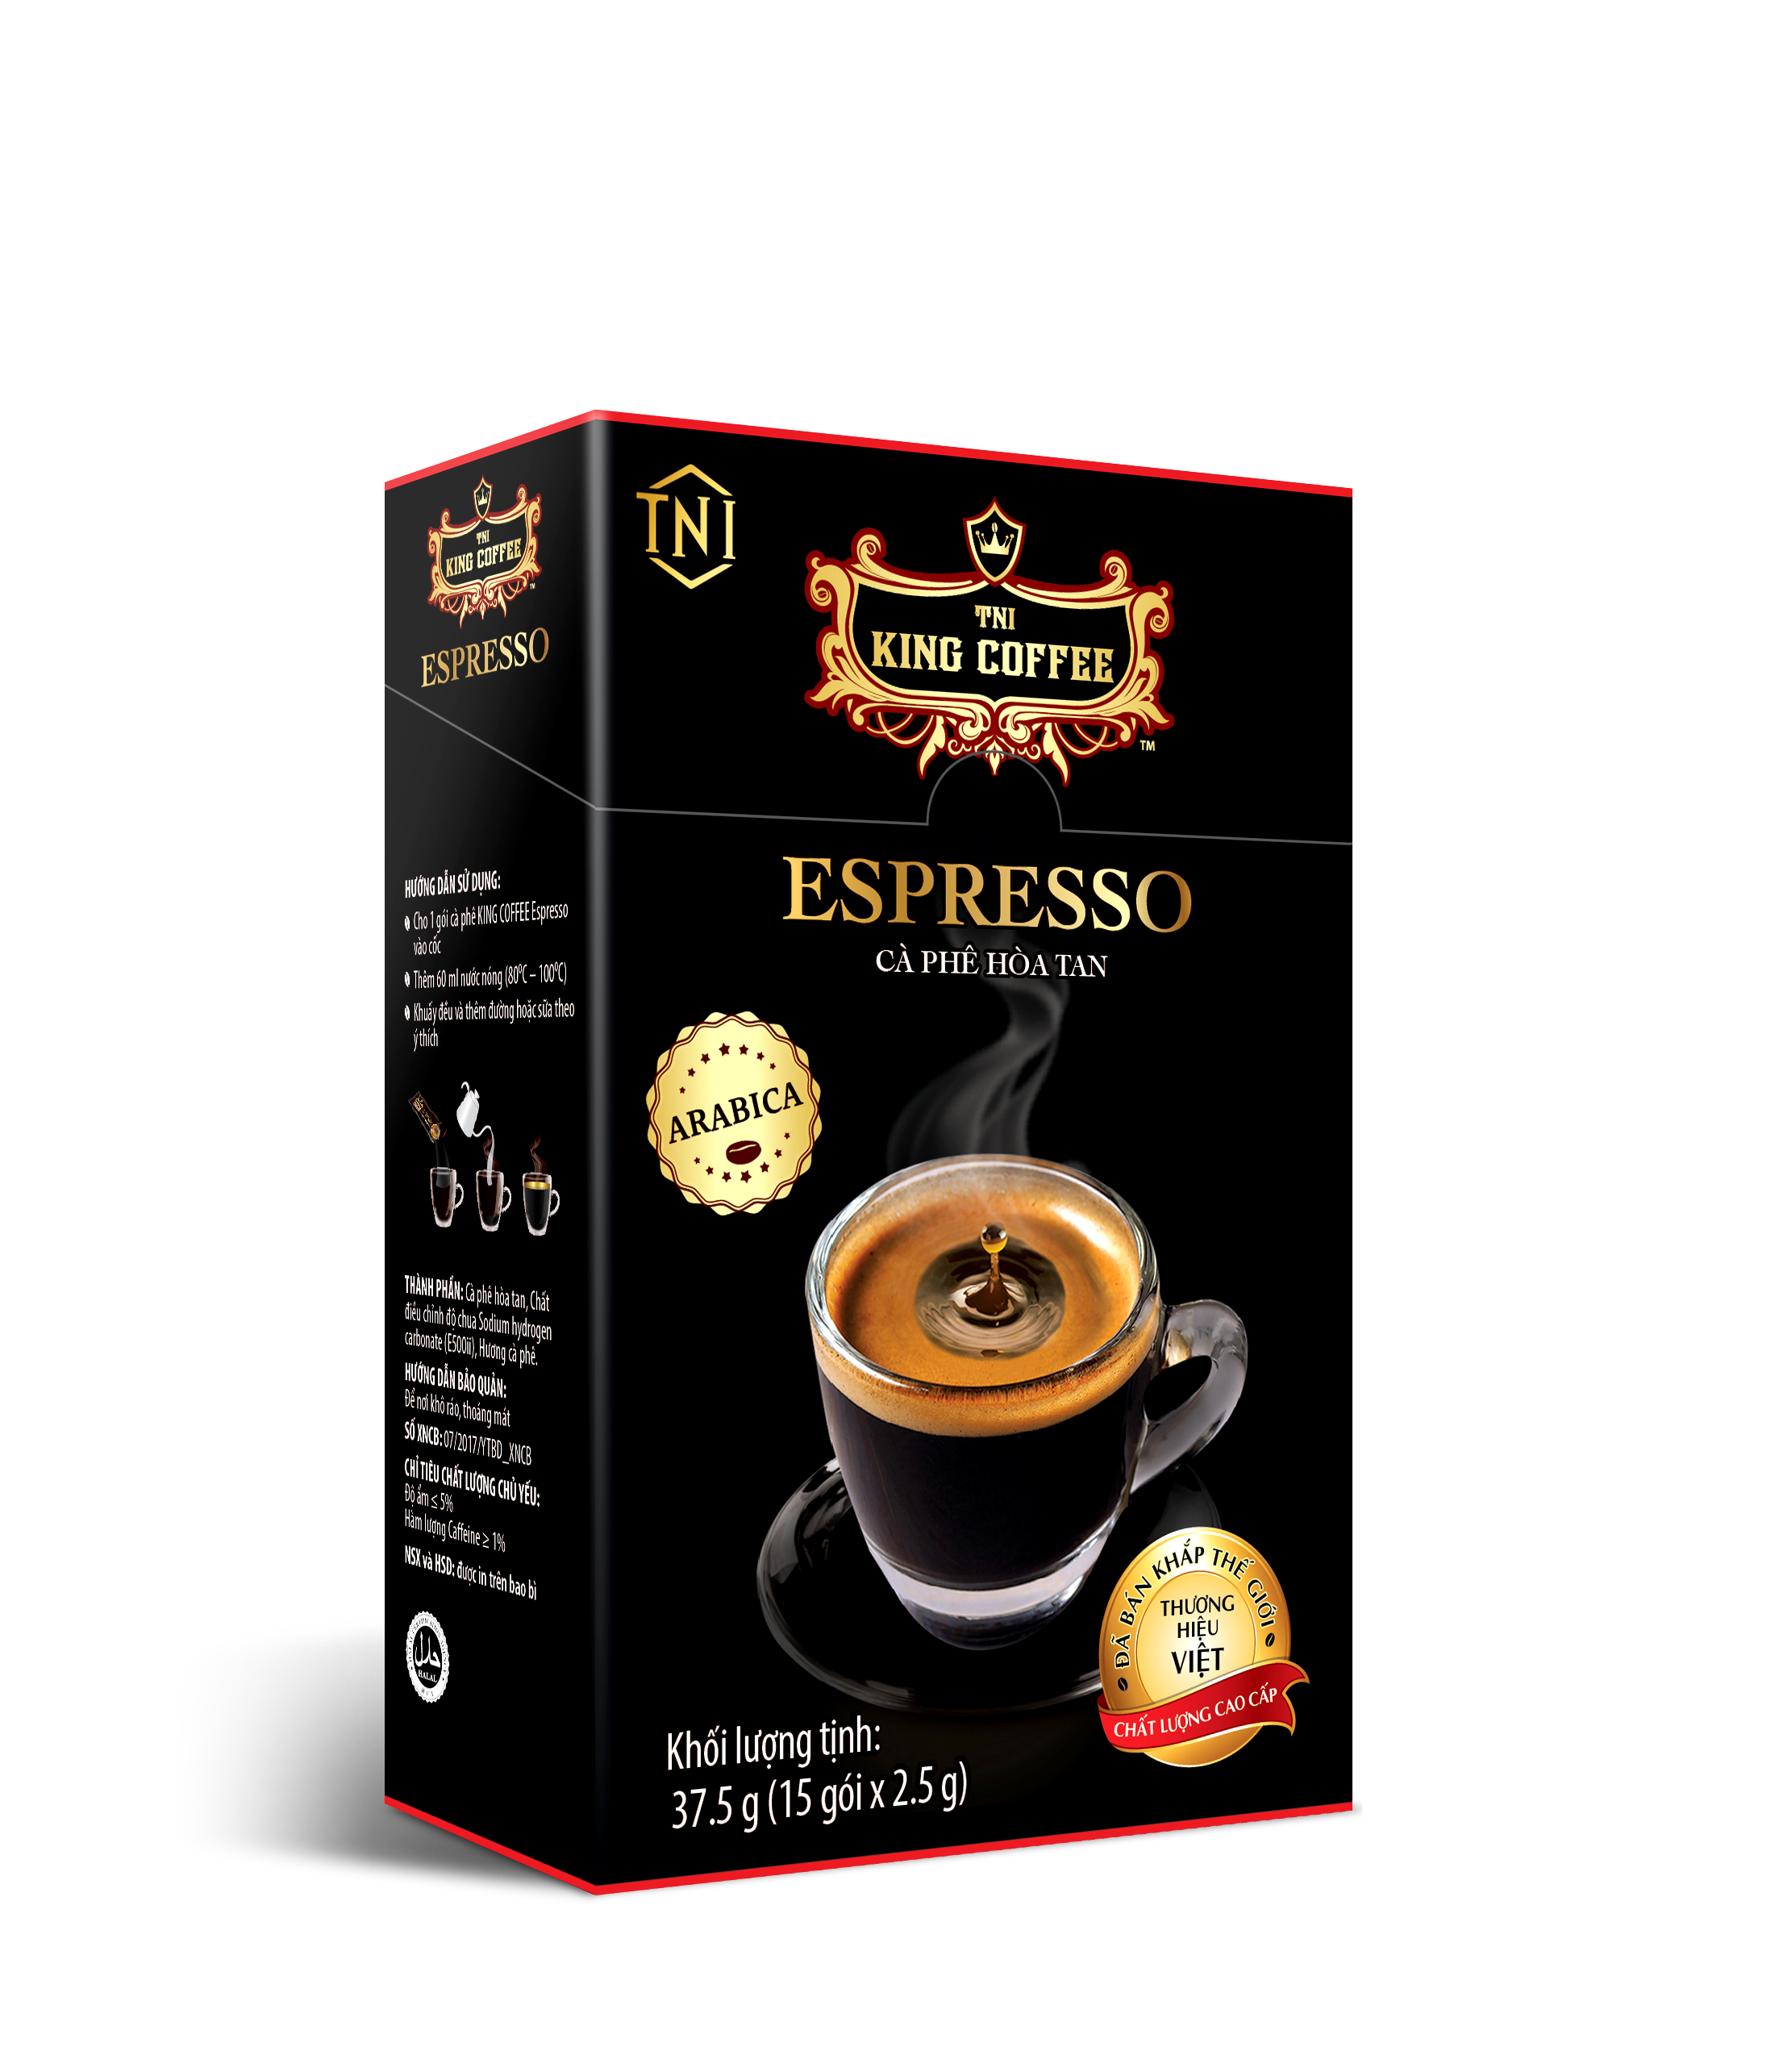 TNI
KING COFFEE
TM
ESPRESSO
HƯỚNG DẪN SỬ DỤNG:
Cho 1 gói cà phê KING COFFEE Espresso
vào cốc
Thêm 60 ml nước nóng (80⁰C – 100⁰C)
Khuấy đều và thêm đường hoặc sữa theo
ý thích
THÀNH PHẦN: Cà phê hòa tan, Chất
điều chỉnh độ chua Sodium hydrogen
carbonate (E500ii), Hương cà phê.
HƯỚNG DẪN BẢO QUẢN:
Để nơi khô ráo, thoáng mát
SỐ XNCB: 07/2017/YTBD_XNCB
CHỈ TIÊU CHẤT LƯỢNG CHỦ YẾU:
Độ ẩm ≤ 5%
Hàm lượng Caffeine ≥ 1%
NSX và HSD: được in trên bao bì
حلال
HALAL
TNI
TNI
KING COFFEE
TM
ESPRESSO
CÀ PHÊ HÒA TAN
ARABICA
ĐÃ BÁN KHẮP THẾ GIỚI
THƯƠNG
HIỆU
VIỆT
CHẤT LƯỢNG CAO CẤP
Khối lượng tịnh:
37.5 g (15 gói x 2.5 g)